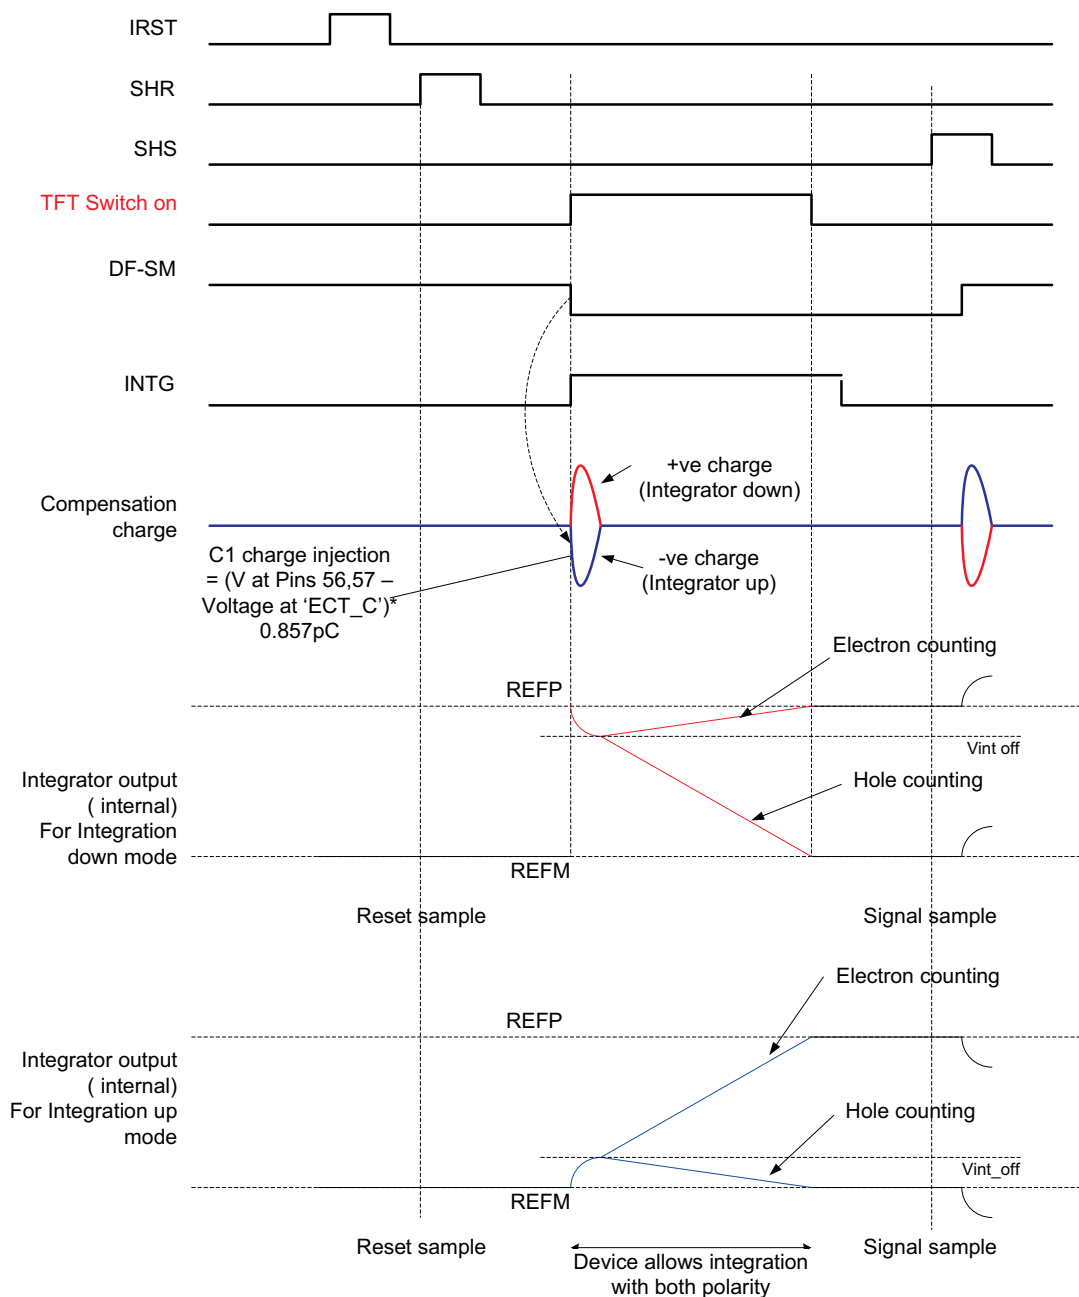 IRST
SHR
SHS
TFT Switch on
DF-SM
INTG
+ve charge
(Integrator down)
Compensation
charge
C1 charge injection
= (V at Pins 56,57 –
Voltage at ‘ECT_C’)*
0.857pC
-ve charge
(Integrator up)
Electron counting
REFP
Vint off
Integrator output
( internal)
For Integration
down mode
Hole counting
REFM
Reset sample
Signal sample
Electron counting
REFP
Integrator output
( internal)
For Integration up
mode
Hole counting
Vint_off
REFM
Reset sample
Signal sample
Device allows integration
with both polarity